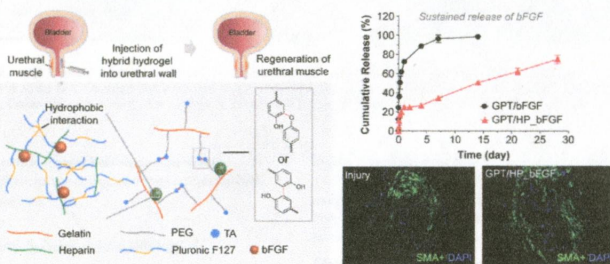 Bladder
Bladder
Urethral
muscle
Injection of
hybrid hydrogel
into urethral wall
Regeneration of
urethral muscle
Hydrophobic
interaction
OH
or
HO
OH
Gelatin
PEG
TA
Heparin
Pluronic F127
bFGF
Sustained release of bFGF
Cumulative Release (%)
120
100
80
60
40
20
0
GPT/bFGF
GPT/HP_bFGF
0
5
10
15
20
25
30
Time (day)
Injury
SMA+ DAPI
GPT/HP_bFGF
SMA+ DAPI